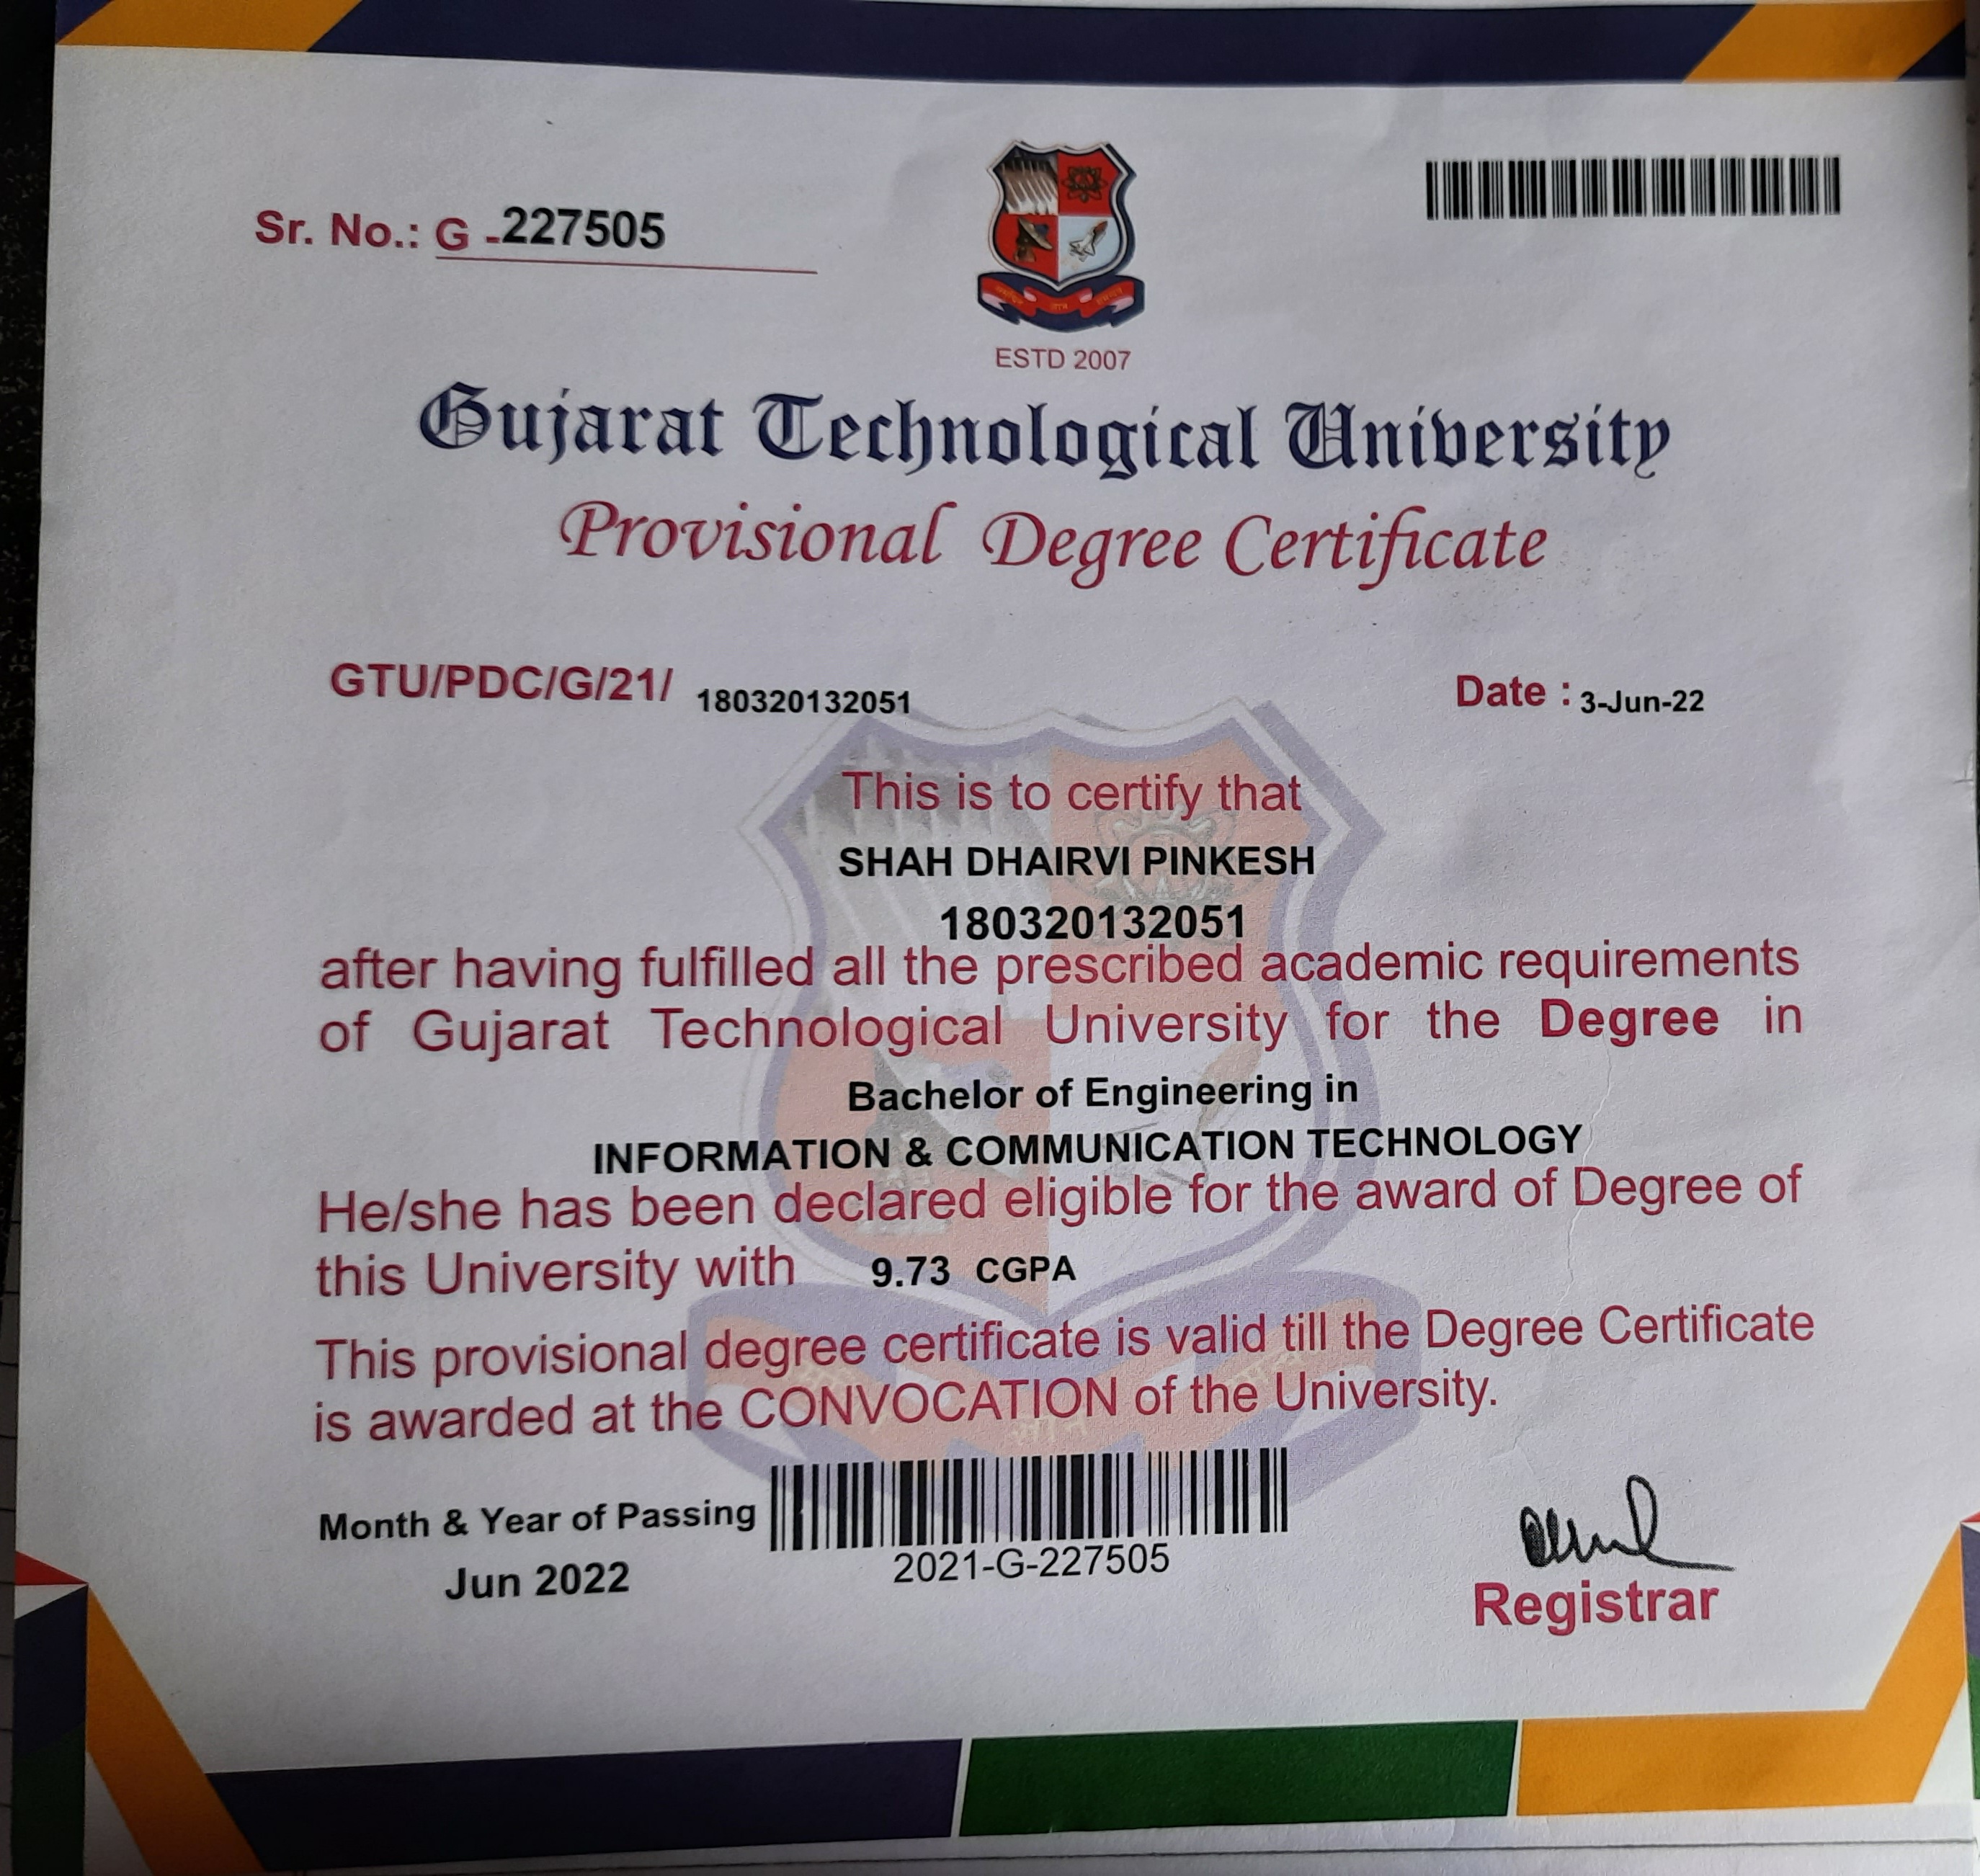 Sr. No.: G -227505
ESTD 2007
Gujarat Technological University
Provisional Degree Certificate
GTU/PDC/G/21/ 180320132051
Date : 3-Jun-22
This is to certify that
SHAH DHAIRVI PINKESH
180320132051
after having fulfilled all the prescribed academic requirements
of Gujarat Technological University for the Degree in
Bachelor of Engineering in
INFORMATION & COMMUNICATION TECHNOLOGY
He/she has been declared eligible for the award of Degree of
this University with 9.73 CGPA
This provisional degree certificate is valid till the Degree Certificate
is awarded at the CONVOCATION of the University.
Month & Year of Passing
Jun 2022
2021-G-227505
Registrar